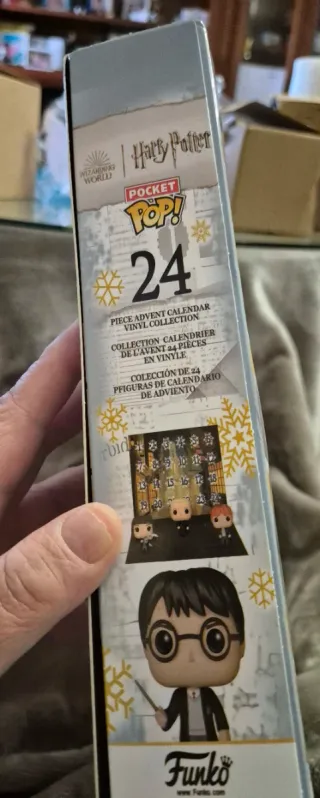 WIZARDING
WORLD
Harry Potter
POCKET
POP!
24
PIECE ADVENT CALENDAR
VINYL COLLECTION
COLLECTION CALENDRIER
DE L'AVENT 24 PIÈCES
EN VINYLE
COLECCIÓN DE 24
PFIGURAS DE CALENDARIO
DE ADVIENTO
Funko
www.Funko.com